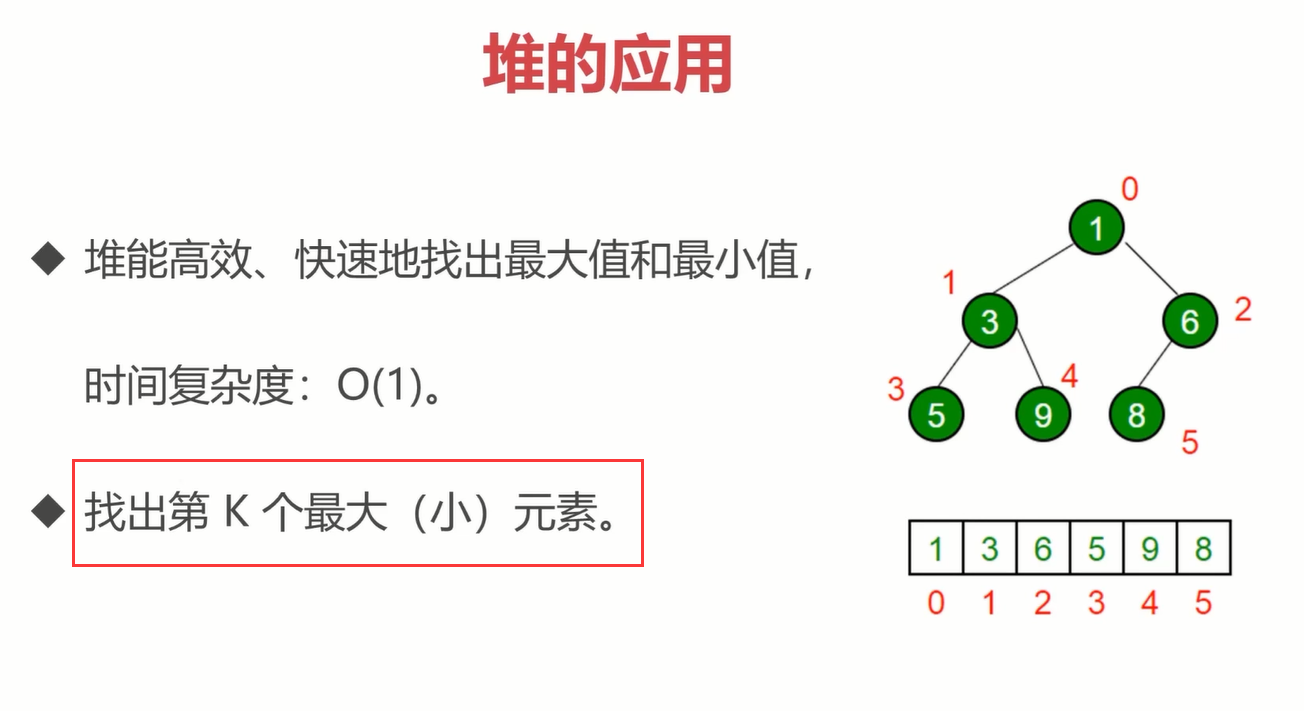 堆的应用
◆ 堆能高效、快速地找出最大值和最小值，
时间复杂度：O(1)。
◆ 找出第 K 个最大（小）元素。
0
1
1
3
6
2
3
5
9
4
8
5
1 3 6 5 9 8
0 1 2 3 4 5